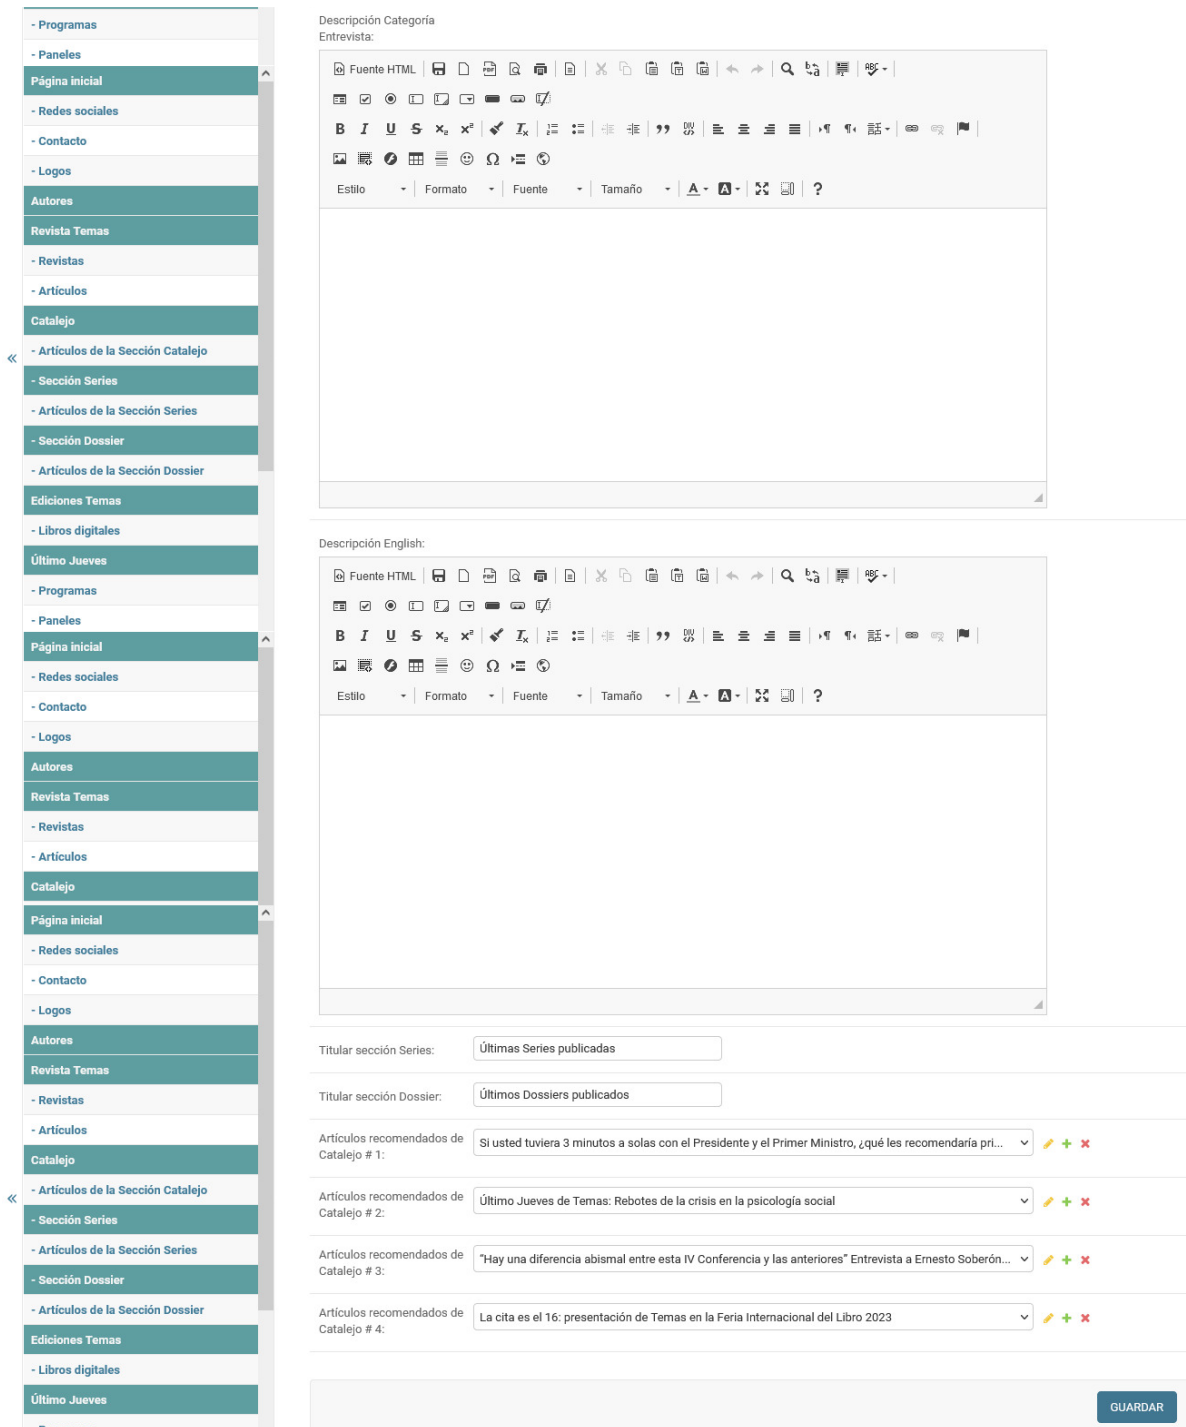 - Programas
- Paneles
Página inicial
- Redes sociales
- Contacto
- Logos
Autores
Revista Temas
- Revistas
- Artículos
Catalejo
- Artículos de la Sección Catalejo
- Sección Series
- Artículos de la Sección Series
- Sección Dossier
- Artículos de la Sección Dossier
Ediciones Temas
- Libros digitales
Último Jueves
- Programas
- Paneles
Página inicial
- Redes sociales
- Contacto
- Logos
Autores
Revista Temas
- Revistas
- Artículos
Catalejo
Página inicial
- Redes sociales
- Contacto
- Logos
Autores
Revista Temas
- Revistas
- Artículos
Catalejo
- Artículos de la Sección Catalejo
- Sección Series
- Artículos de la Sección Series
- Sección Dossier
- Artículos de la Sección Dossier
Ediciones Temas
- Libros digitales
Último Jueves
Descripción Categoría
Entrevista:
Fuente HTML
Estilo Formato Fuente Tamaño
Descripción English:
Fuente HTML
Estilo Formato Fuente Tamaño
Titular sección Series: Últimas Series publicadas
Titular sección Dossier: Últimos Dossiers publicados
Artículos recomendados de
Catalejo # 1:
Si usted tuviera 3 minutos a solas con el Presidente y el Primer Ministro, ¿qué les recomendaría pri...
Artículos recomendados de
Catalejo # 2:
Último Jueves de Temas: Rebotes de la crisis en la psicología social
Artículos recomendados de
Catalejo # 3:
“Hay una diferencia abismal entre esta IV Conferencia y las anteriores” Entrevista a Ernesto Soberón...
Artículos recomendados de
Catalejo # 4:
La cita es el 16: presentación de Temas en la Feria Internacional del Libro 2023
GUARDAR